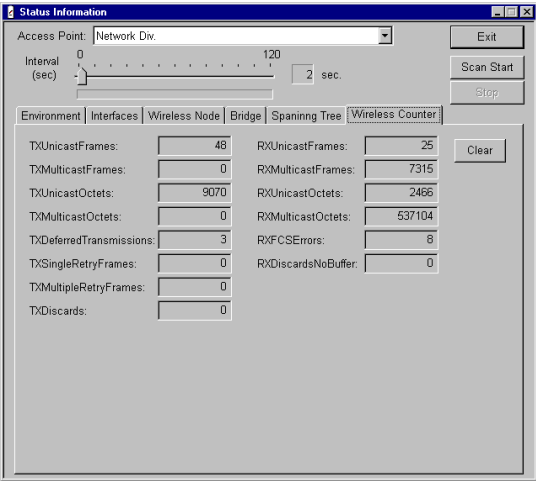 Status Information
Access Point: Network Div. Exit
0 120
Interval
(sec) 2 sec. Scan Start
Stop
Environment Interfaces Wireless Node Bridge Spaninng Tree Wireless Counter
TXUnicastFrames: 48 RXUnicastFrames: 25 Clear
TXMulticastFrames: 0 RXMulticastFrames: 7315
TXUnicastOctets: 9070 RXUnicastOctets: 2466
TXMulticastOctets: 0 RXMulticastOctets: 537104
TXDeferredTransmissions: 3 RXFCSErrors: 8
TXSingleRetryFrames: 0 RXDiscardsNoBuffer: 0
TXMultipleRetryFrames: 0
TXDiscards: 0